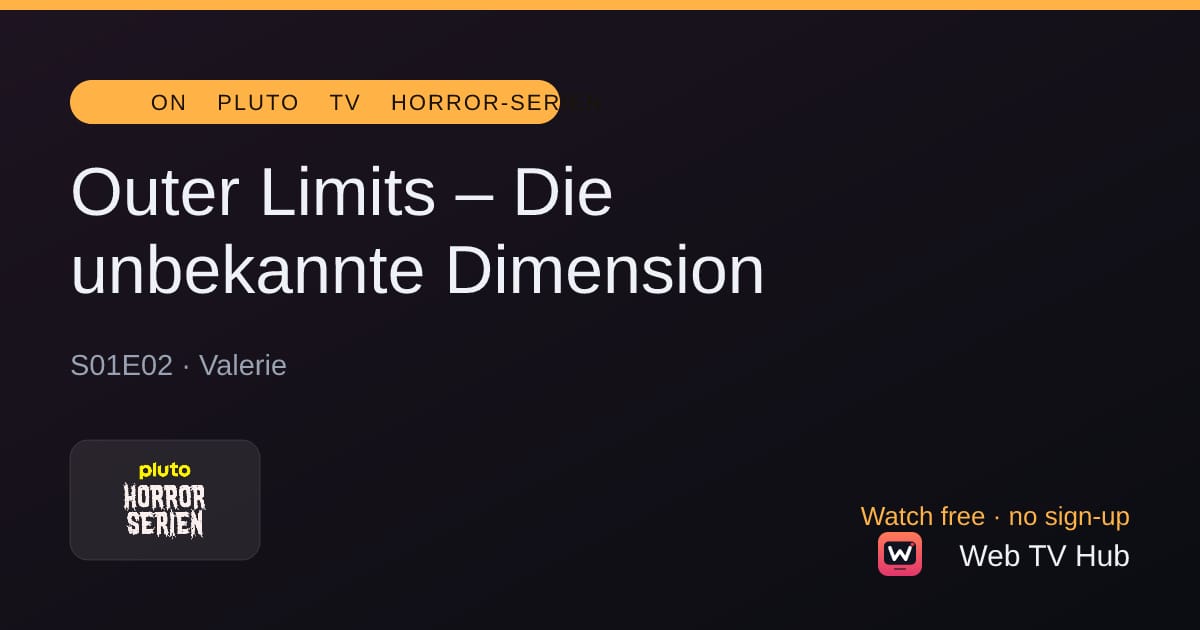 ON PLUTO TV HORROR-SERIEN
Outer Limits – Die
unbekannte Dimension
S01E02 · Valerie
pluto
HORROR
SERIEN
Watch free · no sign-up
W
Web TV Hub